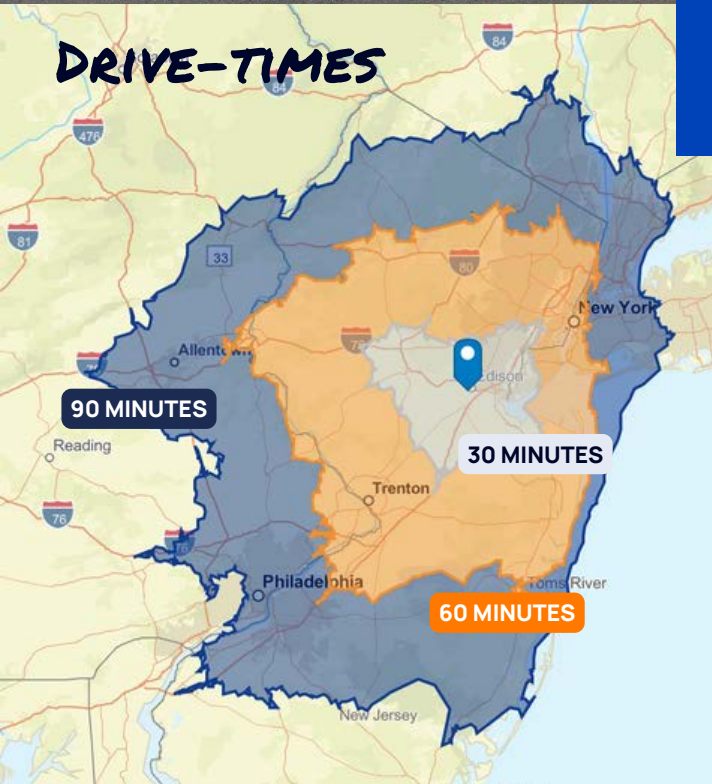 DRIVE-TIMES
84
84
476
81
33
80
New York
78
Allentown
Edison
90 MINUTES
30 MINUTES
Reading
Trenton
76
76
Philadelphia
Toms River
60 MINUTES
New Jersey